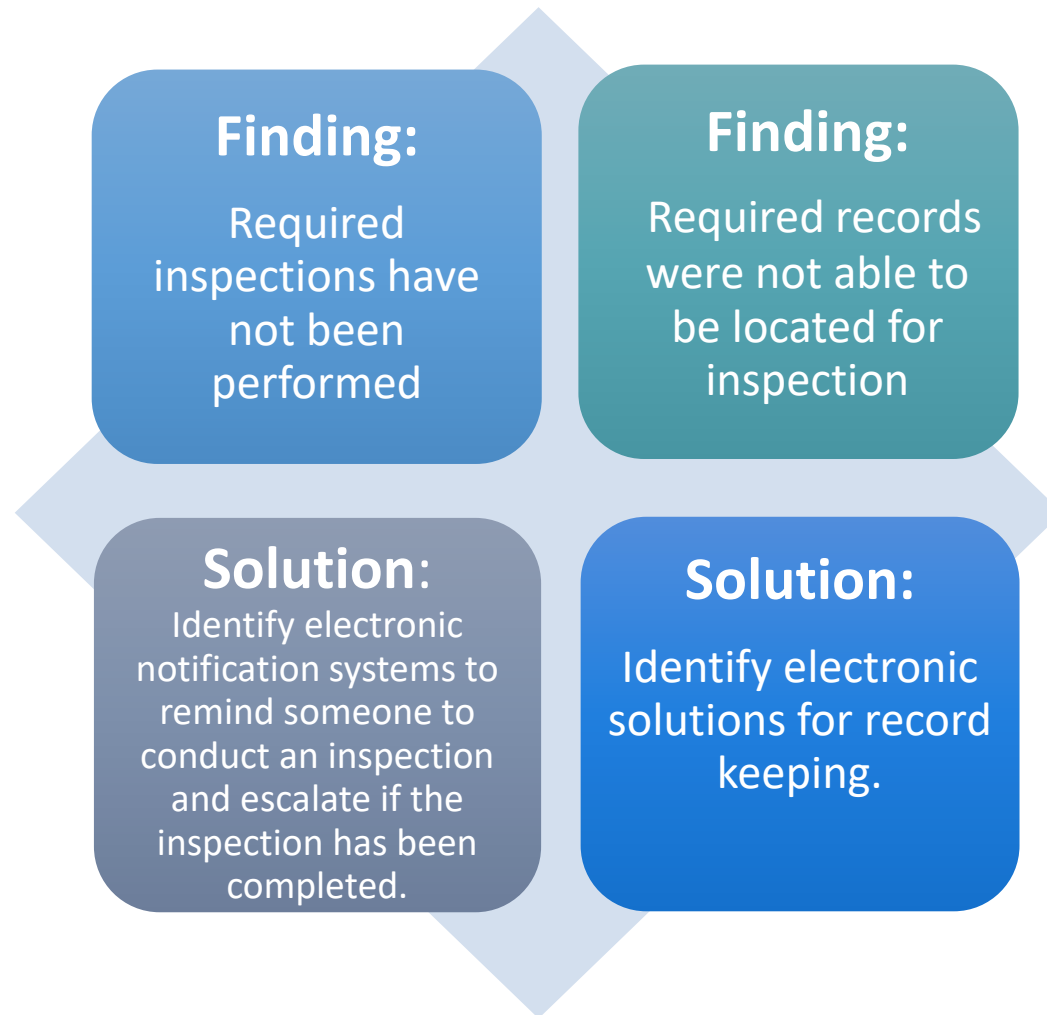 Finding:
Required
inspections have
not been
performed
Finding:
Required records
were not able to
be located for
inspection
Solution:
Identify electronic
notification systems to
remind someone to
conduct an inspection
and escalate if the
inspection has been
completed.
Solution:
Identify electronic
solutions for record
keeping.